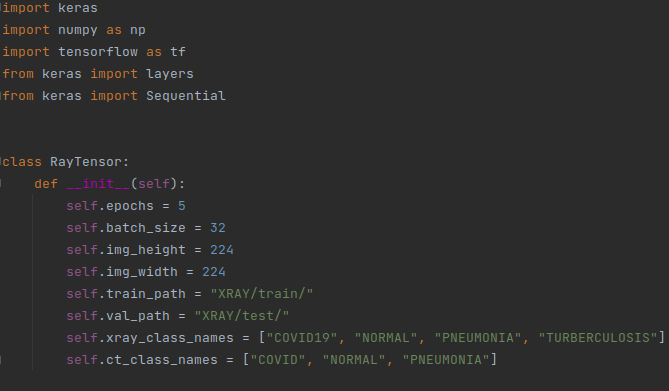 import keras
import numpy as np
import tensorflow as tf
from keras import layers
from keras import Sequential
class RayTensor:
def __init__(self):
self.epochs = 5
self.batch_size = 32
self.img_height = 224
self.img_width = 224
self.train_path = "XRAY/train/"
self.val_path = "XRAY/test/"
self.xray_class_names = ["COVID19", "NORMAL", "PNEUMONIA", "TURBERCULOSIS"]
self.ct_class_names = ["COVID", "NORMAL", "PNEUMONIA"]